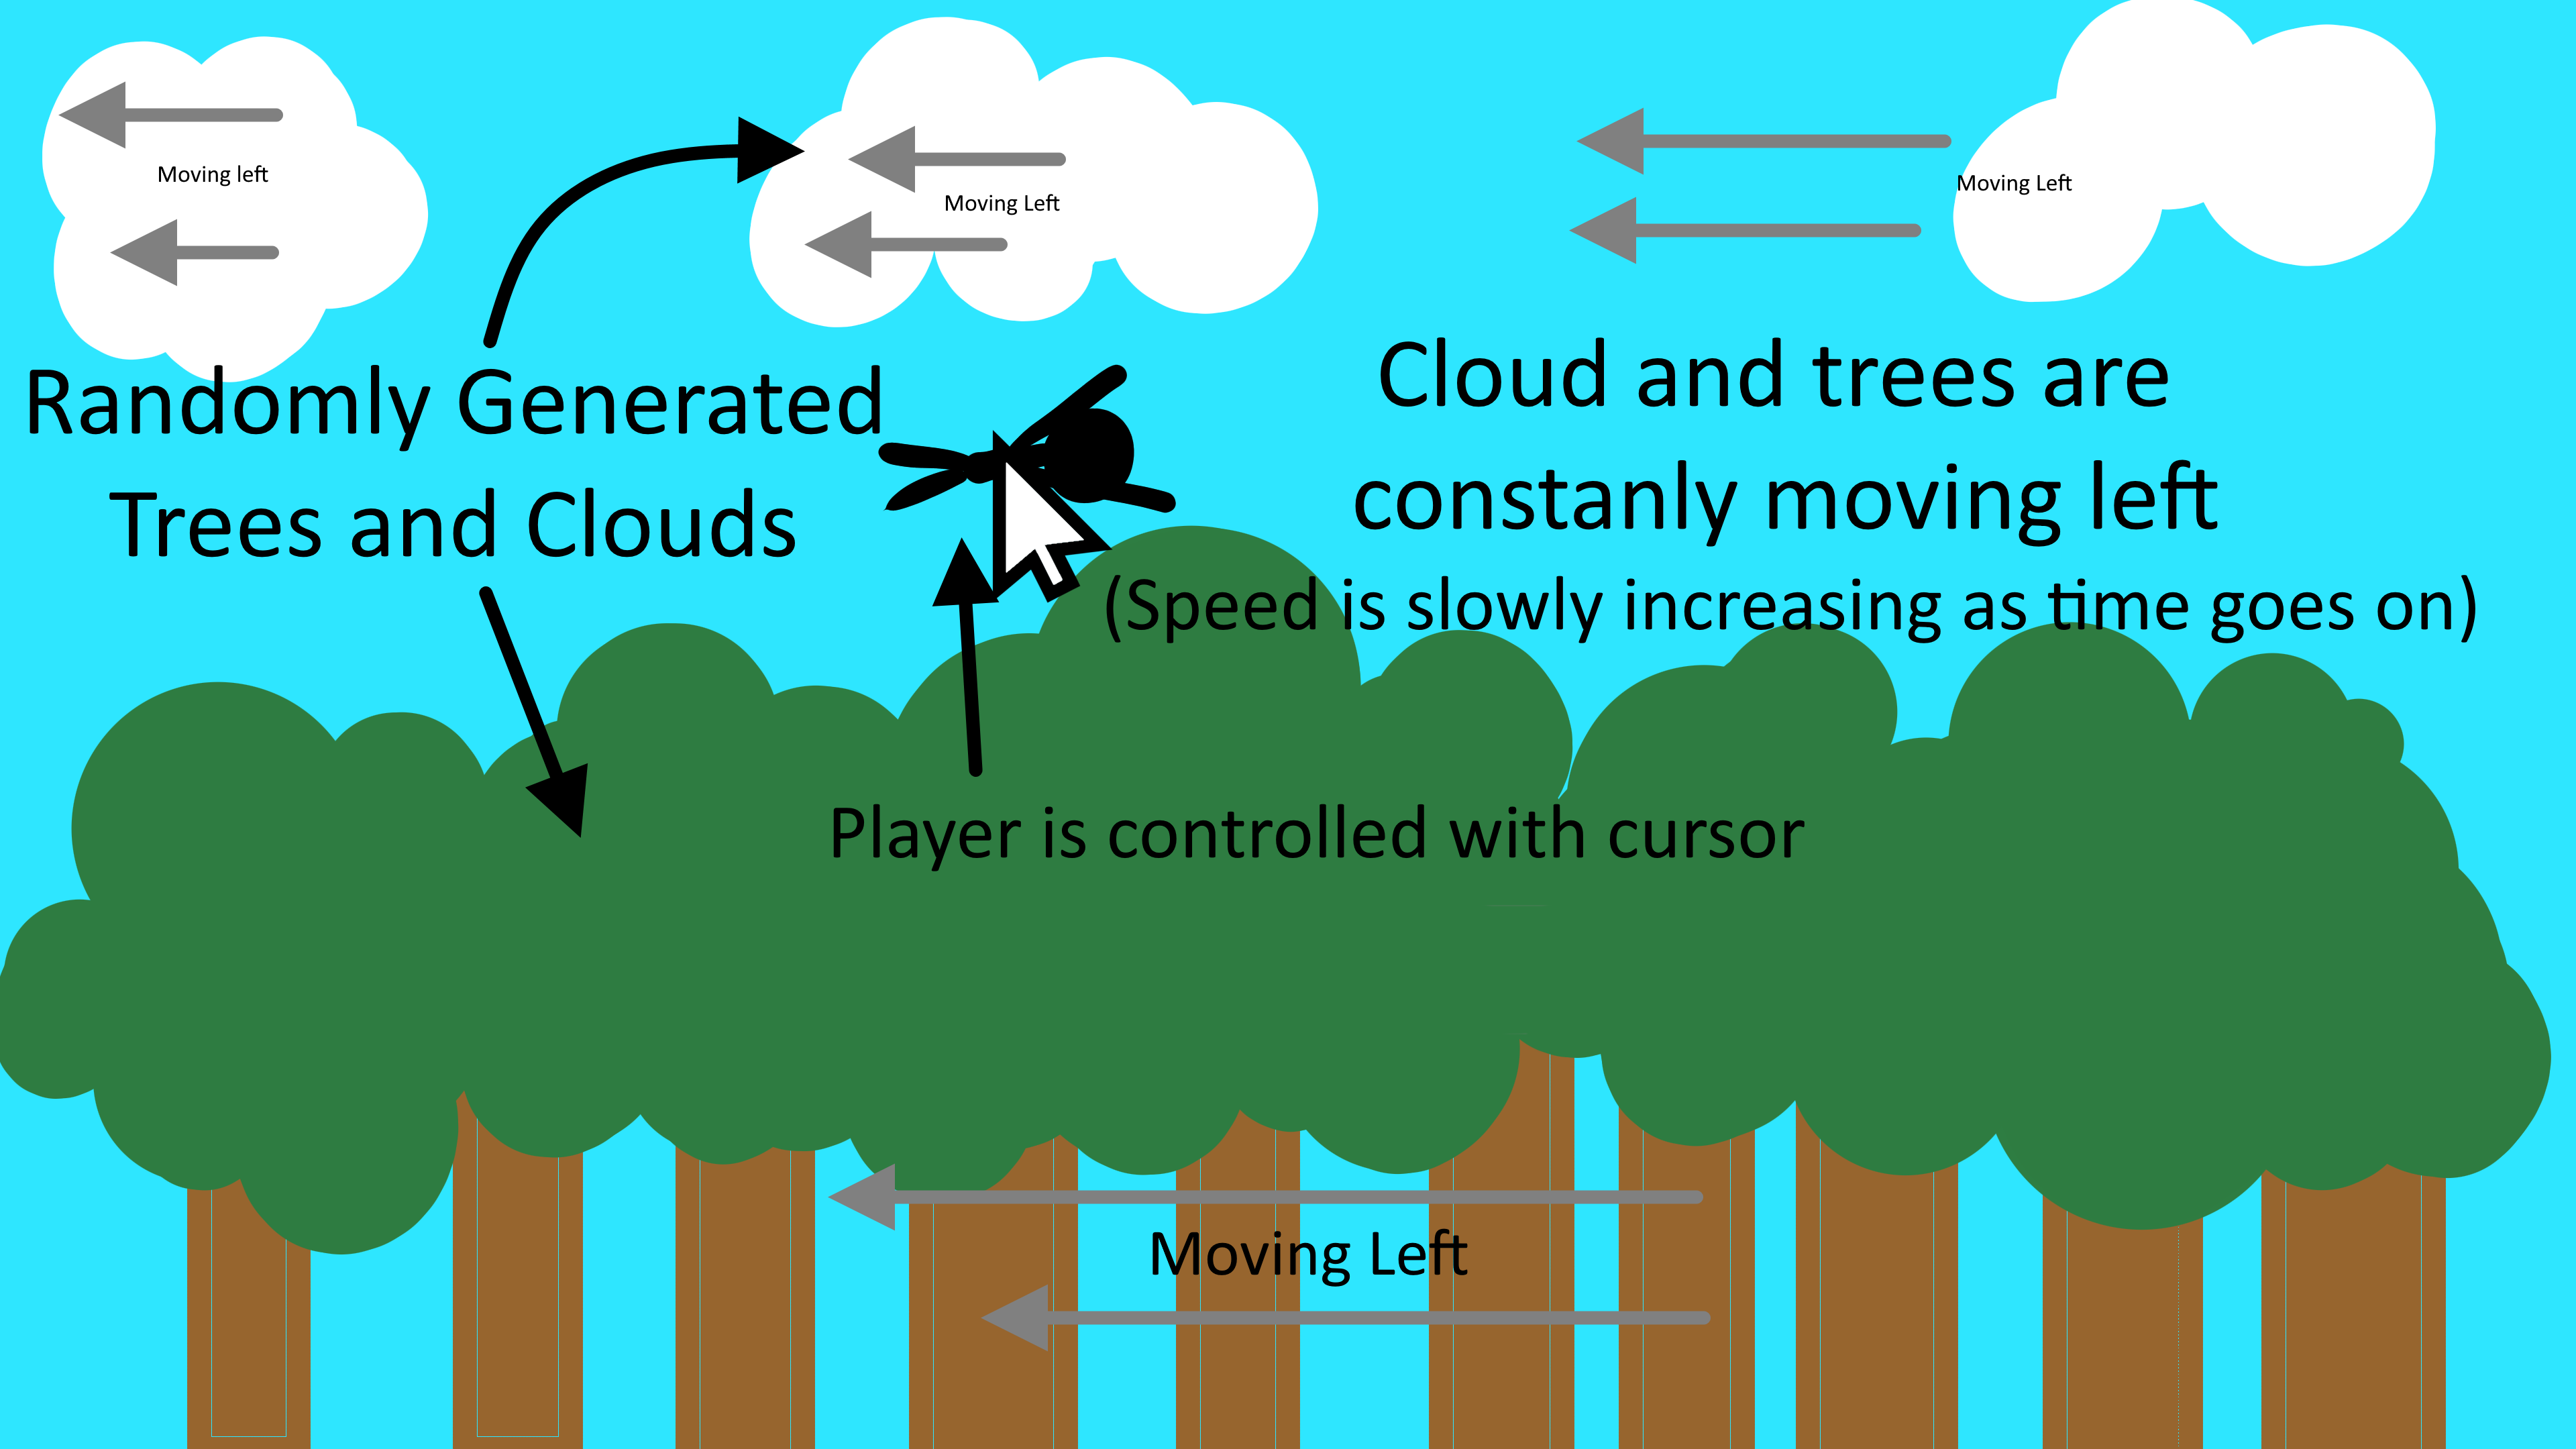 Moving left
Moving Left
Moving Left
Randomly Generated
Trees and Clouds
Cloud and trees are
constanly moving left
(Speed is slowly increasing as time goes on)
Player is controlled with cursor
Moving Left